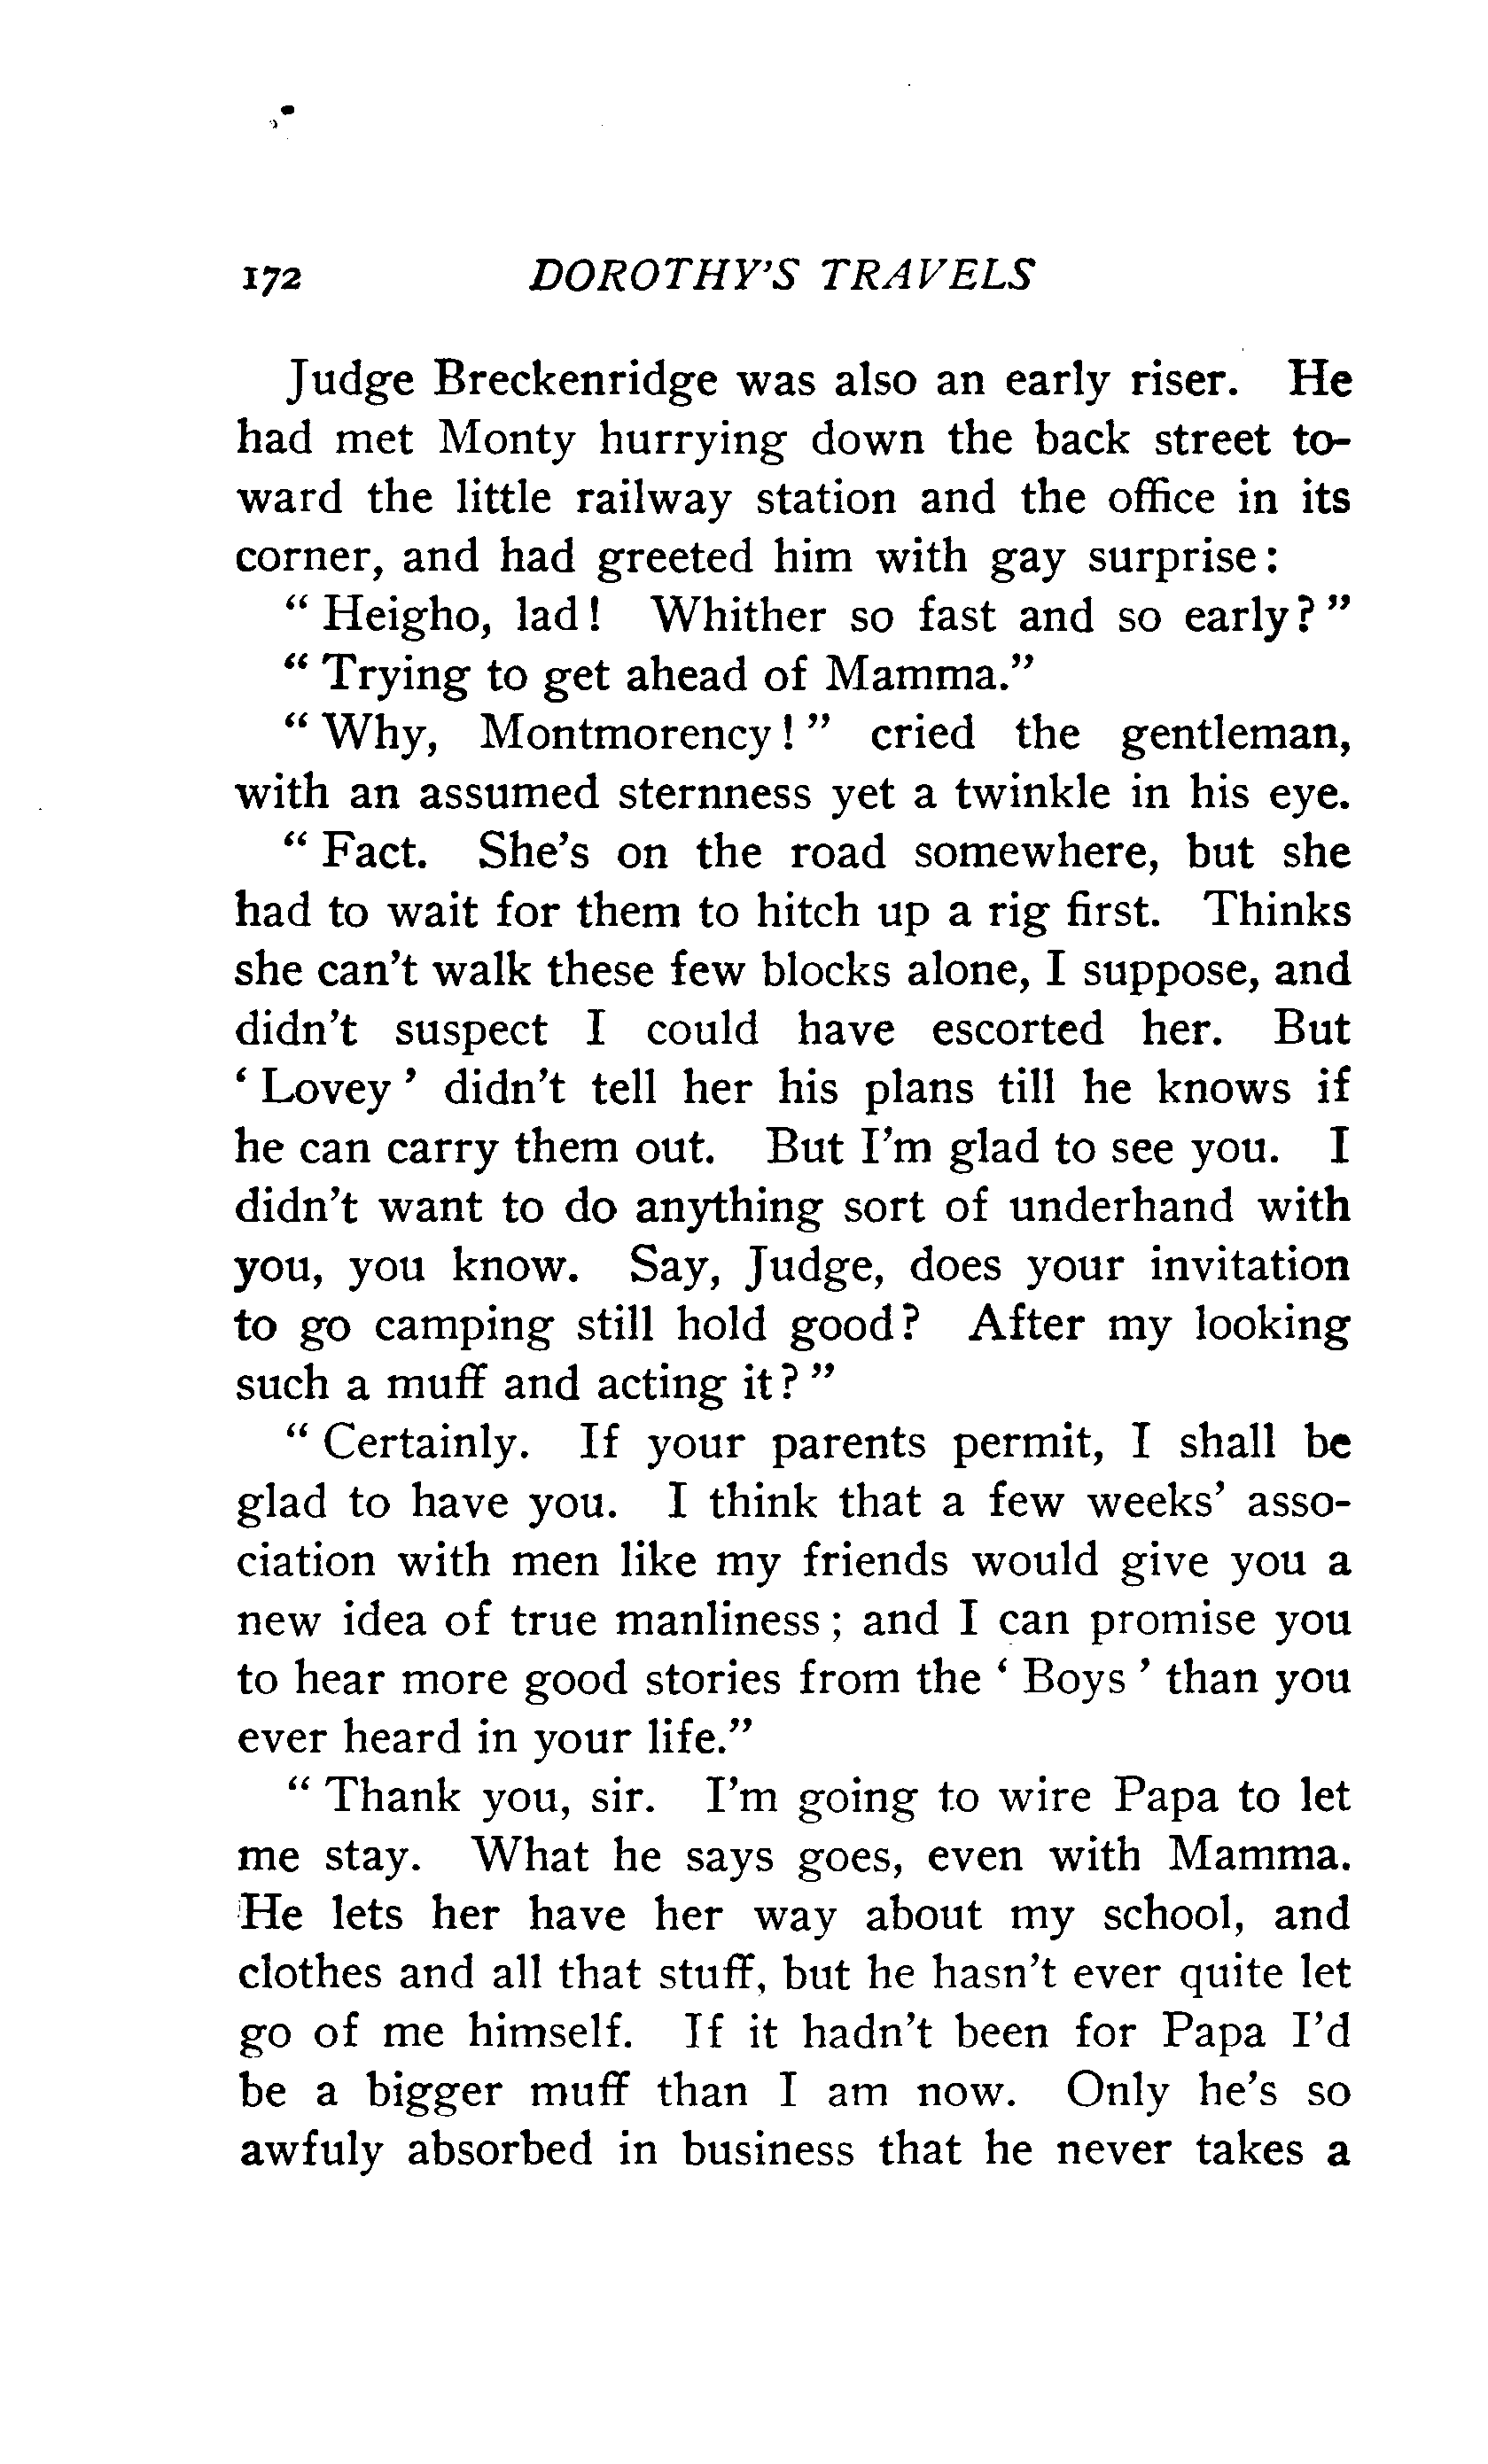 172 DOROTHY'S TRAVELS
Judge Breckenridge was also an early riser. He
had met Monty hurrying down the back street to-
ward the little railway station and the office in its
corner, and had greeted him with gay surprise:
" Heigho, lad! Whither so fast and so early? "
" Trying to get ahead of Mamma."
" Why, Montmorency! " cried the gentleman,
with an assumed sternness yet a twinkle in his eye.
" Fact. She's on the road somewhere, but she
had to wait for them to hitch up a rig first. Thinks
she can't walk these few blocks alone, I suppose, and
didn't suspect I could have escorted her. But
' Lovey ' didn't tell her his plans till he knows if
he can carry them out. But I'm glad to see you. I
didn't want to do anything sort of underhand with
you, you know. Say, Judge, does your invitation
to go camping still hold good? After my looking
such a muff and acting it? "
" Certainly. If your parents permit, I shall be
glad to have you. I think that a few weeks' asso-
ciation with men like my friends would give you a
new idea of true manliness; and I can promise you
to hear more good stories from the ' Boys ' than you
ever heard in your life."
" Thank you, sir. I'm going to wire Papa to let
me stay. What he says goes, even with Mamma.
He lets her have her way about my school, and
clothes and all that stuff, but he hasn't ever quite let
go of me himself. If it hadn't been for Papa I'd
be a bigger muff than I am now. Only he's so
awfuly absorbed in business that he never takes a